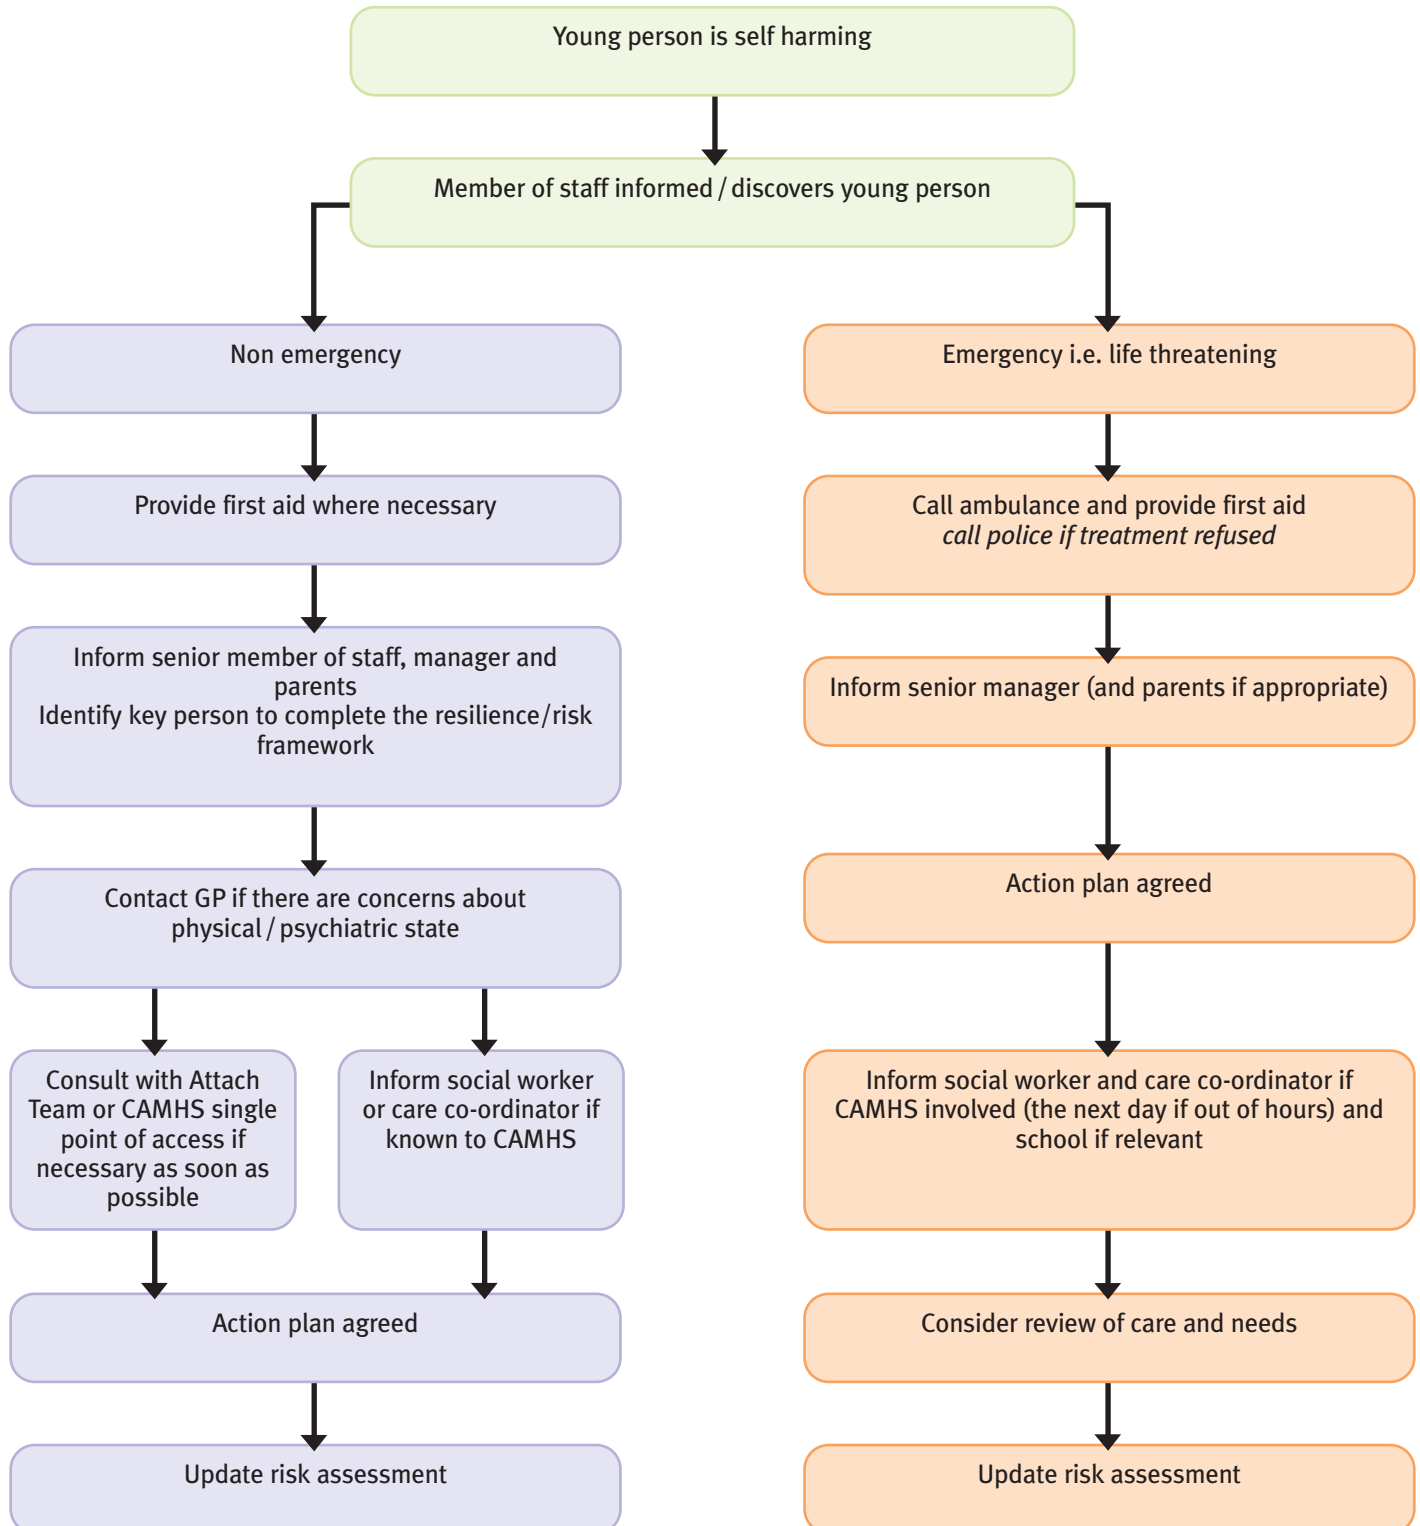 Young person is self harming
Member of staff informed / discovers young person
Non emergency
Provide first aid where necessary
Inform senior member of staff, manager and
parents
Identify key person to complete the resilience/risk
framework
Contact GP if there are concerns about
physical / psychiatric state
Consult with Attach
Team or CAMHS single
point of access if
necessary as soon as
possible
Inform social worker
or care co-ordinator if
known to CAMHS
Action plan agreed
Update risk assessment
Emergency i.e. life threatening
Call ambulance and provide first aid
call police if treatment refused
Inform senior manager (and parents if appropriate)
Action plan agreed
Inform social worker and care co-ordinator if
CAMHS involved (the next day if out of hours) and
school if relevant
Consider review of care and needs
Update risk assessment